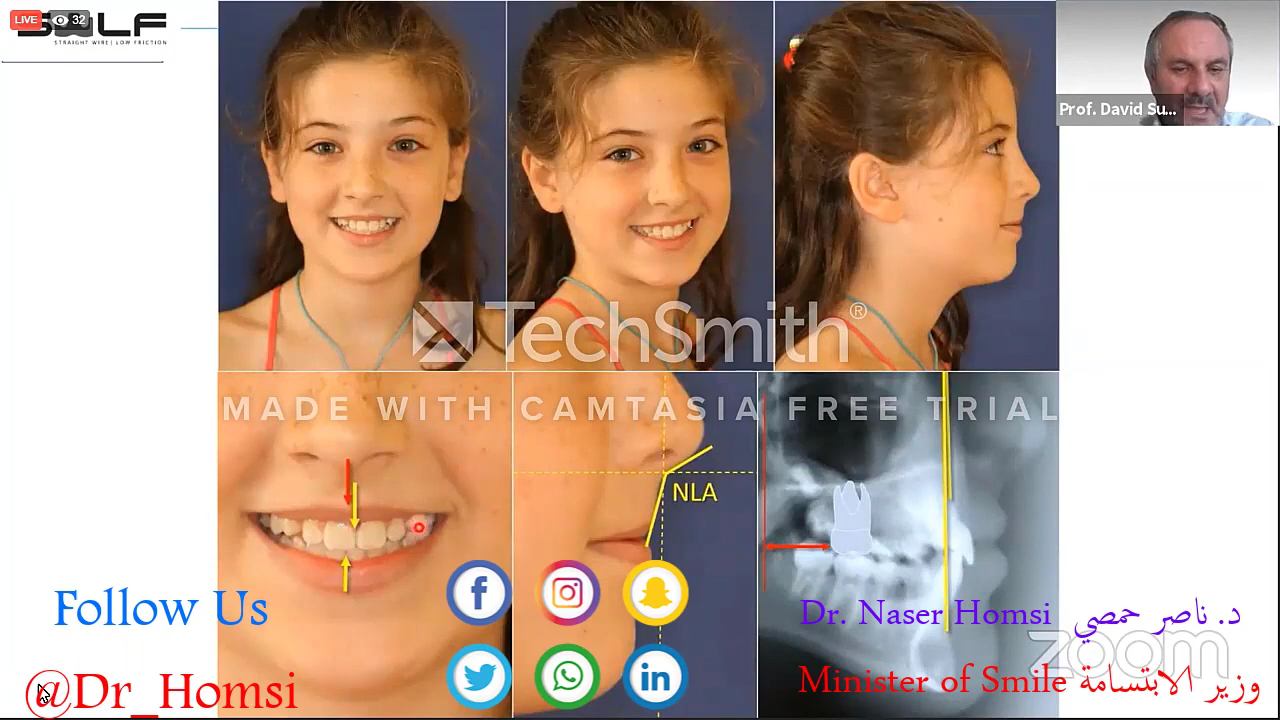 LIVE 32
SWLF
STRAIGHT WIRE | LOW FRICTION
Prof. David Su...
TechSmith®
MADE WITH CAMTASIA FREE TRIAL
NLA
Follow Us
@Dr_Homsi
Dr. Naser Homsi د. ناصر حمصي
zoom
Minister of Smile وزير الابتسامة